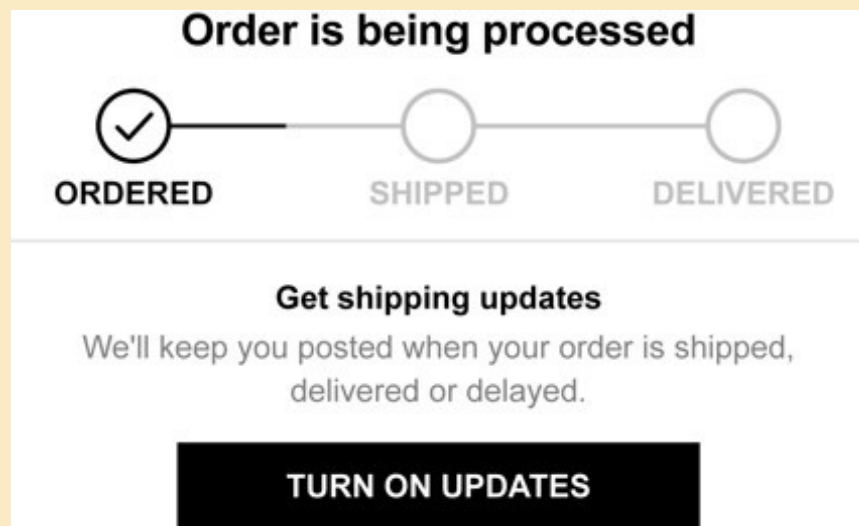 Order is being processed
ORDERED SHIPPED DELIVERED
Get shipping updates
We'll keep you posted when your order is shipped,
delivered or delayed.
TURN ON UPDATES